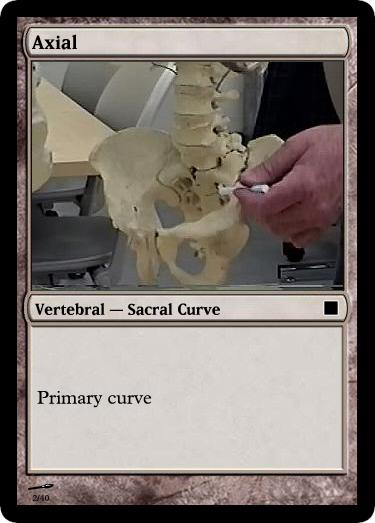 Axial
Vertebral — Sacral Curve
Primary curve
2/40